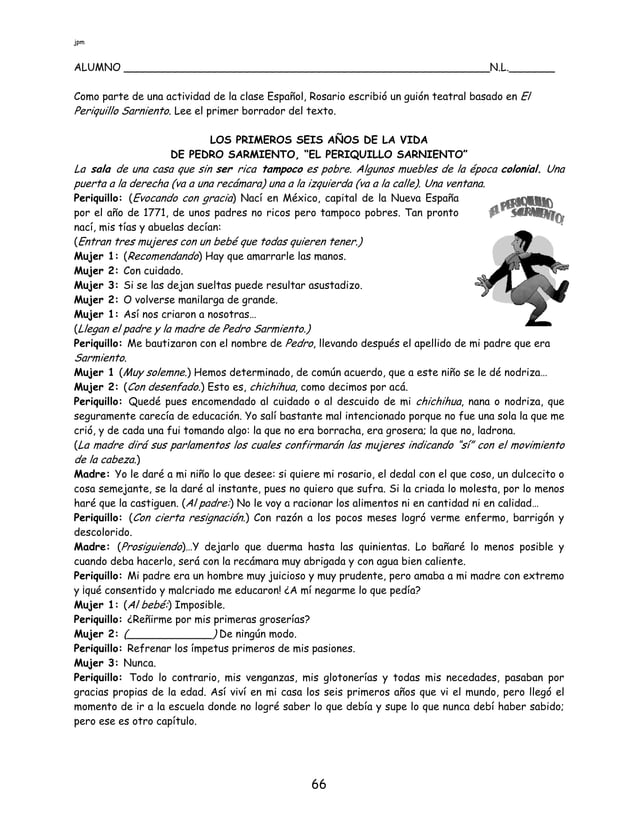 jpm
ALUMNO ______________________________________________________N.L._______
Como parte de una actividad de la clase Español, Rosario escribió un guión teatral basado en El
Periquillo Sarniento. Lee el primer borrador del texto.
LOS PRIMEROS SEIS AÑOS DE LA VIDA
DE PEDRO SARMIENTO, "EL PERIQUILLO SARNIENTO"
La sala de una casa que sin ser rica tampoco es pobre. Algunos muebles de la época colonial. Una
puerta a la derecha (va a una recámara) una a la izquierda (va a la calle). Una ventana.
Periquillo: (Evocando con gracia) Nací en México, capital de la Nueva España
por el año de 1771, de unos padres no ricos pero tampoco pobres. Tan pronto
nací, mis tías y abuelas decían:
¡EL PERIQUILLO
SARNIENTO!
(Entran tres mujeres con un bebé que todas quieren tener.)
Mujer 1: (Recomendando) Hay que amarrarle las manos.
Mujer 2: Con cuidado.
Mujer 3: Si se las dejan sueltas puede resultar asustadizo.
Mujer 2: O volverse manilarga de grande.
Mujer 1: Así nos criaron a nosotras…
(Llegan el padre y la madre de Pedro Sarmiento.)
Periquillo: Me bautizaron con el nombre de Pedro, llevando después el apellido de mi padre que era
Sarmiento.
Mujer 1 (Muy solemne.) Hemos determinado, de común acuerdo, que a este niño se le dé nodriza…
Mujer 2: (Con desenfado.) Esto es, chichihua, como decimos por acá.
Periquillo: Quedé pues encomendado al cuidado o al descuido de mi chichihua, nana o nodriza, que
seguramente carecía de educación. Yo salí bastante mal intencionado porque no fue una sola la que me
crió, y de cada una fui tomando algo: la que no era borracha, era grosera; la que no, ladrona.
(La madre dirá sus parlamentos los cuales confirmarán las mujeres indicando "sí" con el movimiento
de la cabeza.)
Madre: Yo le daré a mi niño lo que desee: si quiere mi rosario, el dedal con el que coso, un dulcecito o
cosa semejante, se la daré al instante, pues no quiero que sufra. Si la criada lo molesta, por lo menos
haré que la castiguen. (Al padre:) No le voy a racionar los alimentos ni en cantidad ni en calidad…
Periquillo: (Con cierta resignación.) Con razón a los pocos meses logró verme enfermo, barrigón y
descolorido.
Madre: (Prosiguiendo)…Y dejarlo que duerma hasta las quinientas. Lo bañaré lo menos posible y
cuando deba hacerlo, será con la recámara muy abrigada y con agua bien caliente.
Periquillo: Mi padre era un hombre muy juicioso y muy prudente, pero amaba a mi madre con extremo
y ¡qué consentido y malcriado me educaron! ¿A mí negarme lo que pedía?
Mujer 1: (Al bebé:) Imposible.
Periquillo: ¿Reñirme por mis primeras groserías?
Mujer 2: (_____________) De ningún modo.
Periquillo: Refrenar los ímpetus primeros de mis pasiones.
Mujer 3: Nunca.
Periquillo: Todo lo contrario, mis venganzas, mis glotonerías y todas mis necedades, pasaban por
gracias propias de la edad. Así viví en mi casa los seis primeros años que vi el mundo, pero llegó el
momento de ir a la escuela donde no logré saber lo que debía y supe lo que nunca debí haber sabido;
pero ese es otro capítulo.
66